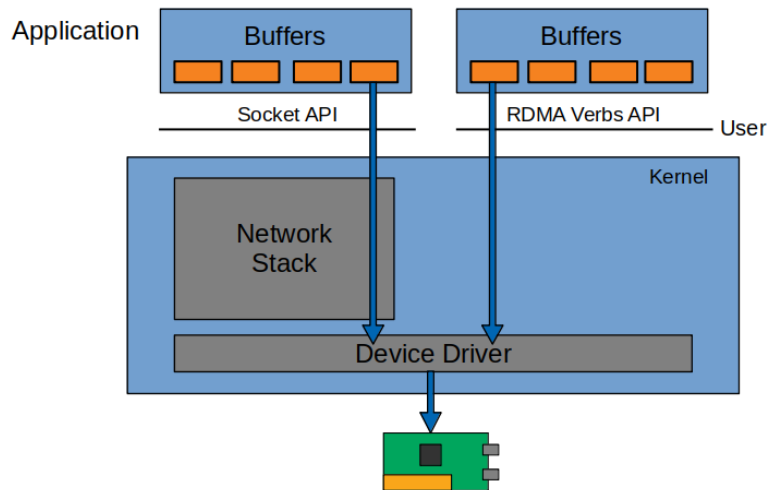 Application
Buffers
Buffers
Socket API
RDMA Verbs API
User
Kernel
Network
Stack
Device Driver